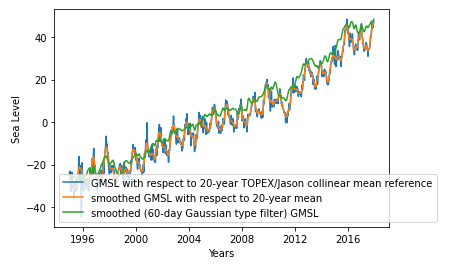 40
20
0
−20
−40
Sea Level
GMSL with respect to 20-year TOPEX/Jason collinear mean reference
smoothed GMSL with respect to 20-year mean
smoothed (60-day Gaussian type filter) GMSL
1996 2000 2004 2008 2012 2016
Years